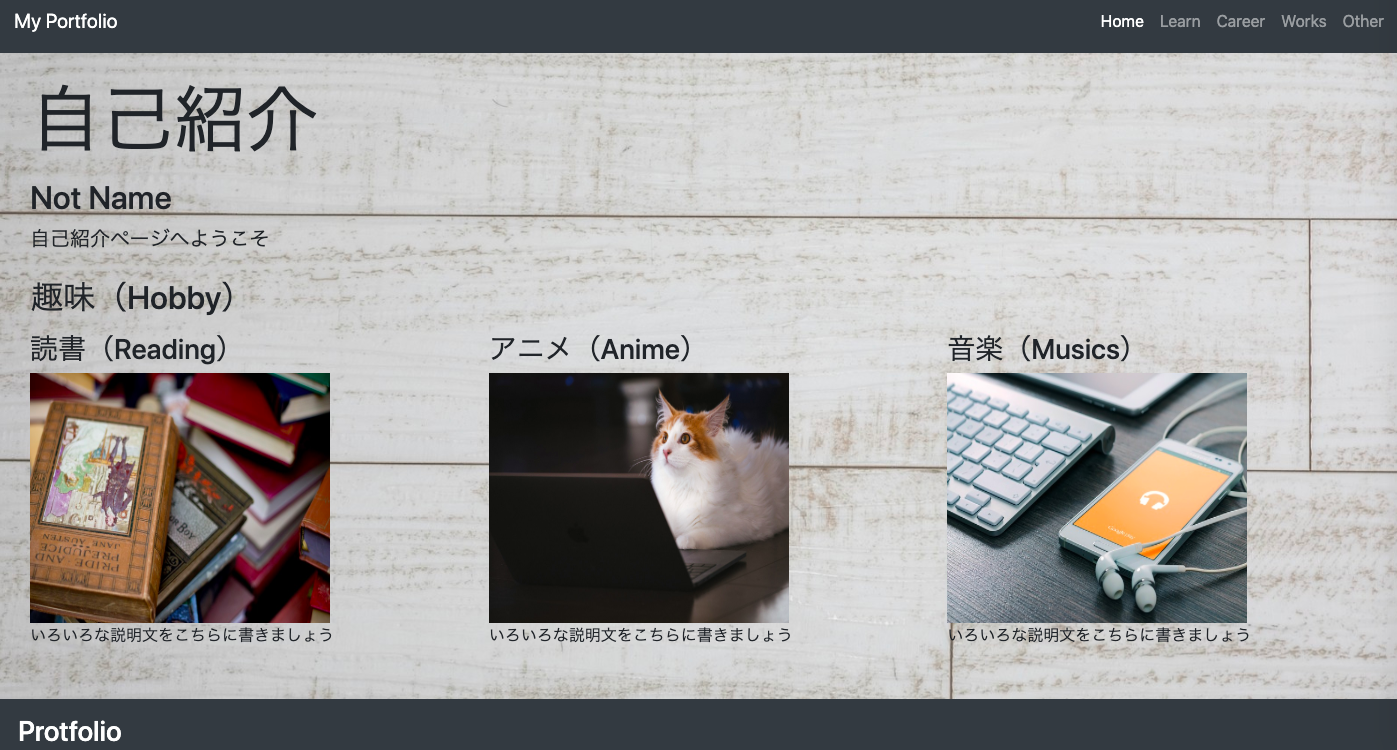 My Portfolio
Home Learn Career Works Other
自己紹介
Not Name
自己紹介ページへようこそ
趣味（Hobby）
読書（Reading） アニメ（Anime） 音楽（Musics）
PRIDE AND
PREJUDICE
JANE AUSTEN
いろいろな説明文をこちらに書きましょう いろいろな説明文をこちらに書きましょう いろいろな説明文をこちらに書きましょう
Protfolio